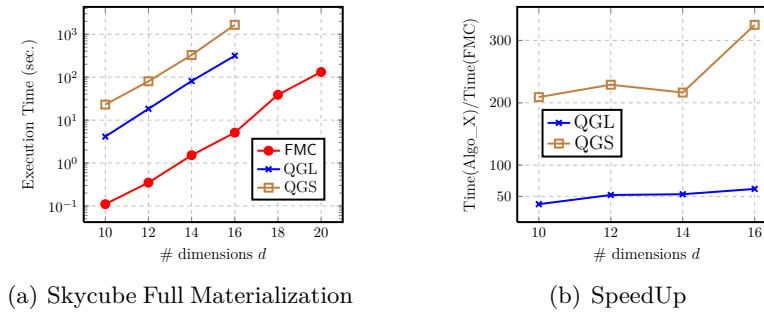 10^3
10^2
10^1
10^0
10^{-1}
Execution Time (sec.)
FMC
QGL
QGS
10 12 14 16 18 20
# dimensions d
(a) Skycube Full Materialization
300
200
100
50
Time(Algo_X)/Time(FMC)
QGL
QGS
10 12 14 16
# dimensions d
(b) SpeedUp